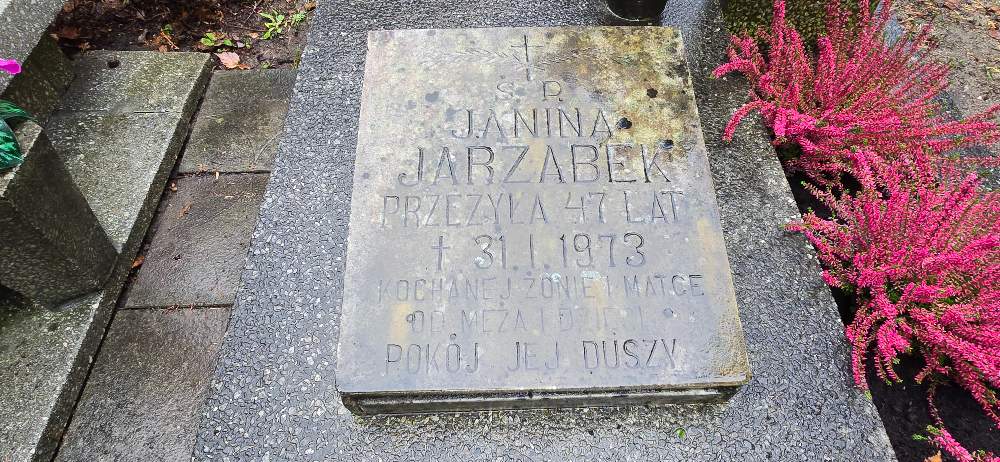 Ś. P.
JANINA
JARZĄBEK
PRZEŻYŁA 47 LAT
✝ 31.I.1973
KOCHANEJ ŻONIE I MATCE
OD MĘŻA I DZIECI
POKÓJ JEJ DUSZY